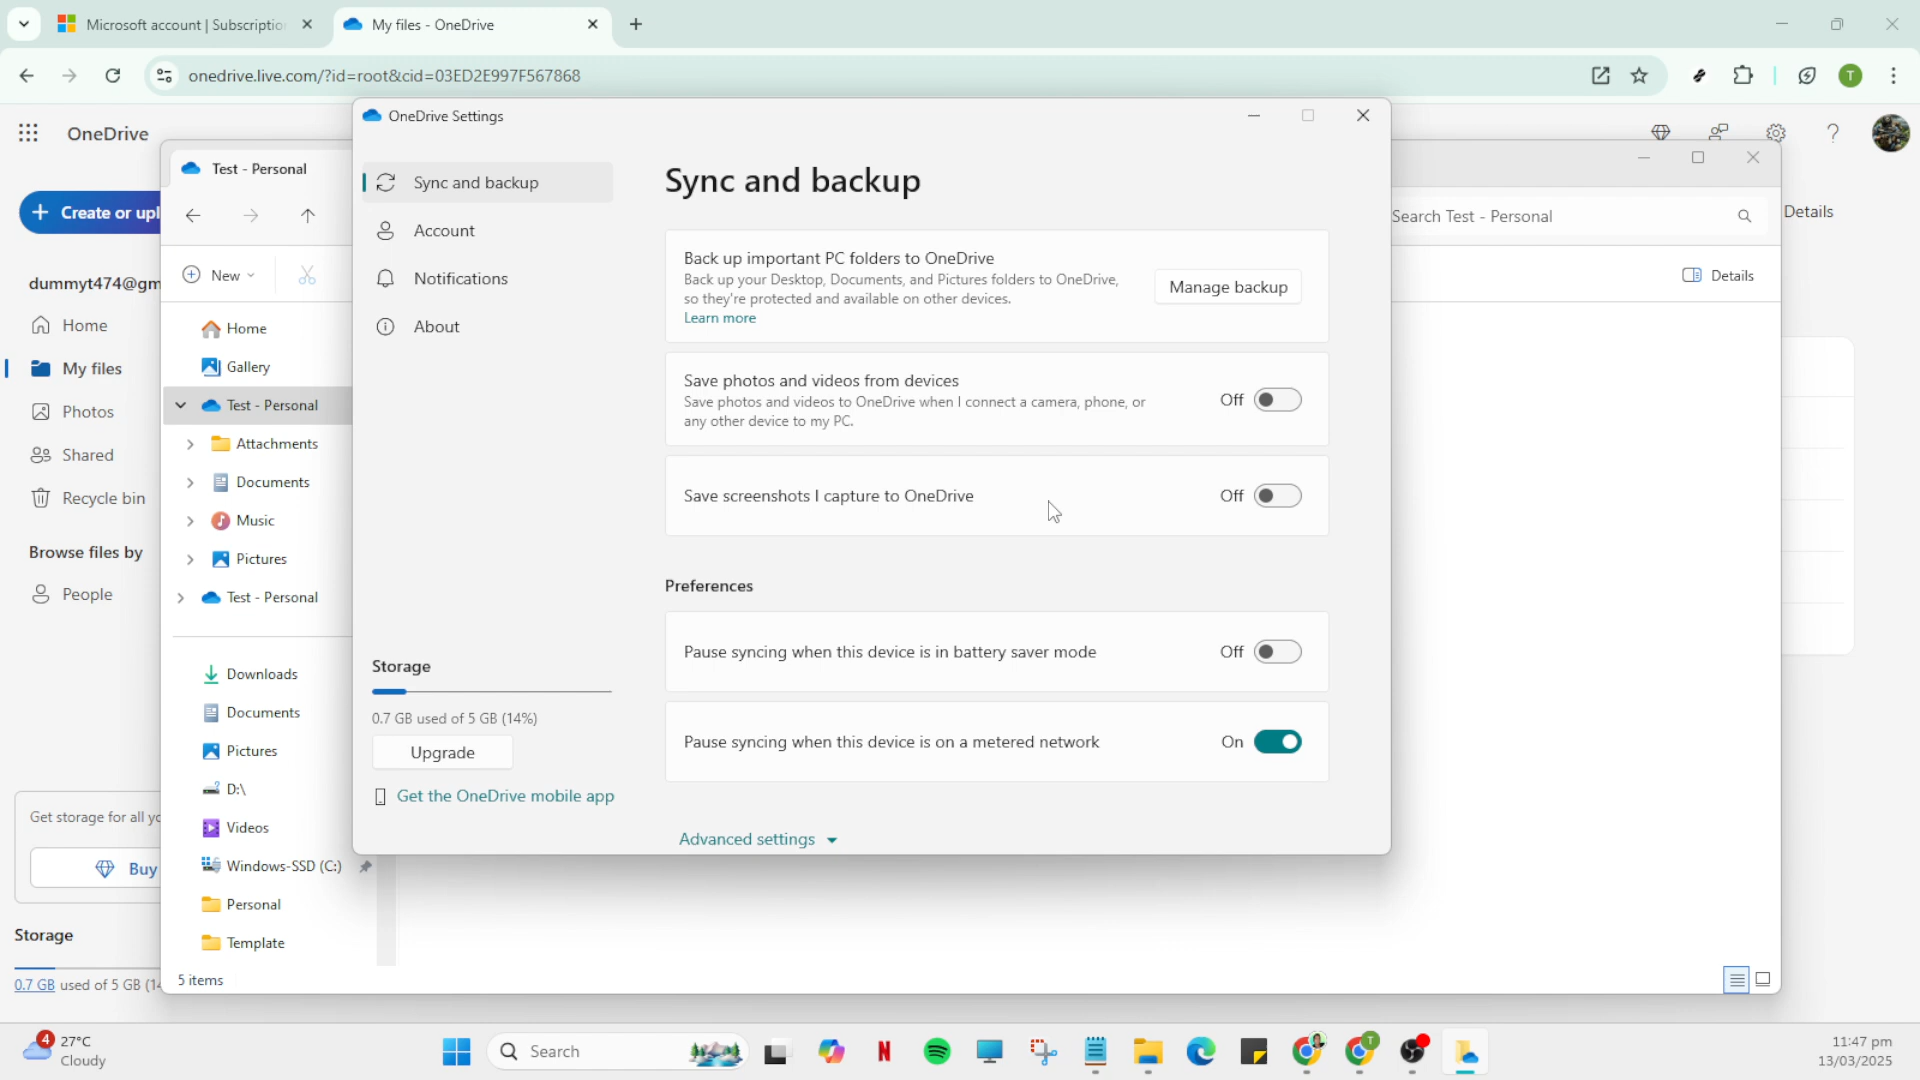 Microsoft account | Subscriptio
My files - OneDrive
onedrive.live.com/?id=root&cid=03ED2E997F567868
T
OneDrive
Create or upl
dummyt474@gm
Home
My files
Photos
Shared
Recycle bin
Browse files by
People
Get storage for all yo
Buy
Storage
0.7 GB used of 5 GB (14
Details
Test - Personal
Search Test - Personal
New
Details
Home
Gallery
Test - Personal
Attachments
Documents
Music
Pictures
Test - Personal
Downloads
Documents
Pictures
D:\
Videos
Windows-SSD (C:)
Personal
Template
5 items
OneDrive Settings
Sync and backup
Account
Notifications
About
Storage
0.7 GB used of 5 GB (14%)
Upgrade
Get the OneDrive mobile app
Sync and backup
Back up important PC folders to OneDrive
Back up your Desktop, Documents, and Pictures folders to OneDrive,
so they're protected and available on other devices.
Learn more
Manage backup
Save photos and videos from devices
Save photos and videos to OneDrive when I connect a camera, phone, or
any other device to my PC.
Off
Save screenshots I capture to OneDrive
Off
Preferences
Pause syncing when this device is in battery saver mode
Off
Pause syncing when this device is on a metered network
On
Advanced settings
4
27°C
Cloudy
Search
N
T
11:47 pm
13/03/2025